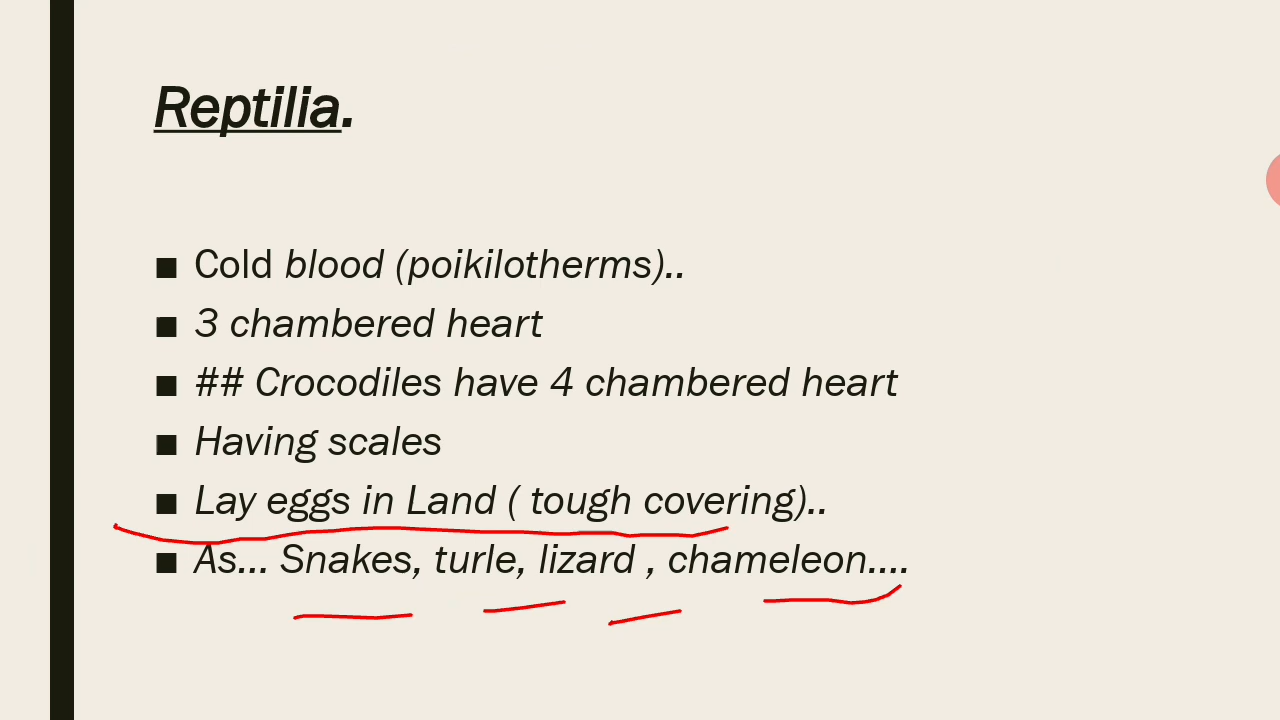 Reptilia.
■ Cold blood (poikilotherms)..
■ 3 chambered heart
■ ## Crocodiles have 4 chambered heart
■ Having scales
■ Lay eggs in Land ( tough covering)..
■ As... Snakes, turle, lizard , chameleon....